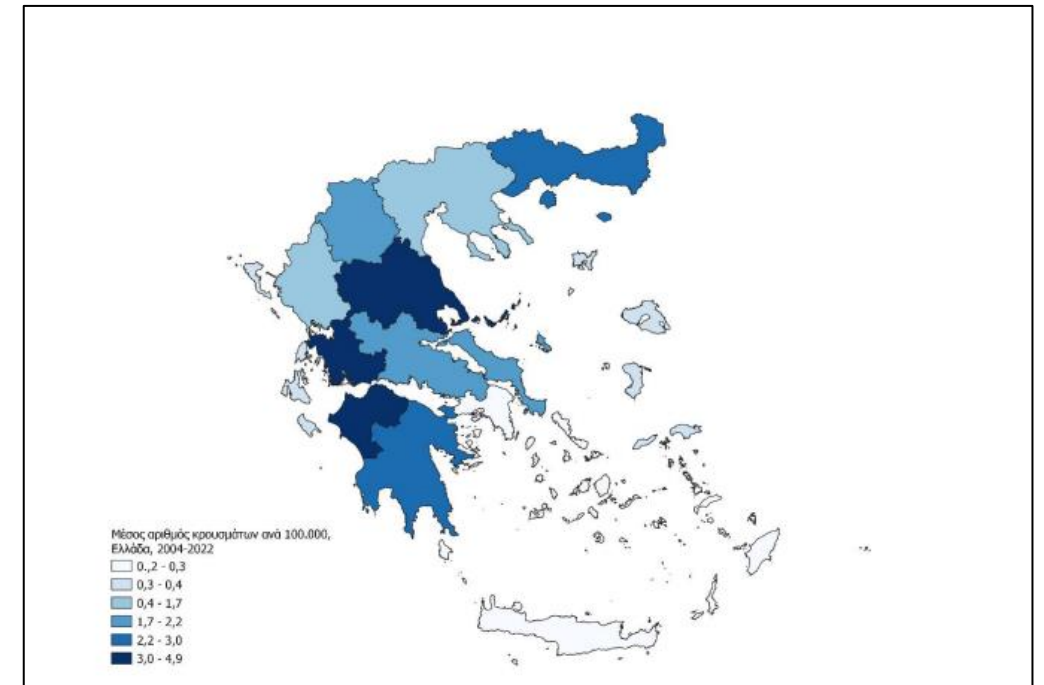 Μέσος αριθμός κρουσμάτων ανά 100.000,
Ελλάδα, 2004-2022
0.,2 - 0,3
0,3 - 0,4
0,4 - 1,7
1,7 - 2,2
2,2 - 3,0
3,0 - 4,9